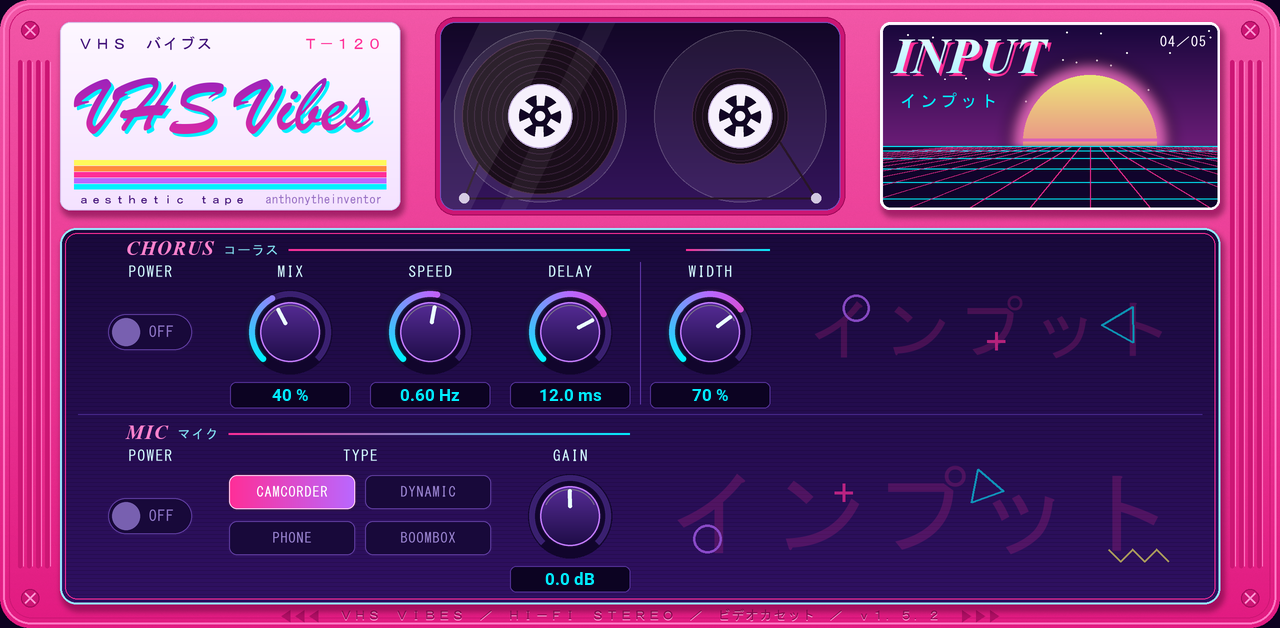 VHS バイブス
T-120
VHS Vibes
aesthetic tape
anthonytheinventor
INPUT
04/05
インプット
CHORUS コーラス
POWER
MIX
SPEED
DELAY
WIDTH
OFF
40 %
0.60 Hz
12.0 ms
70 %
インプット
MIC マイク
POWER
TYPE
GAIN
CAMCORDER
DYNAMIC
OFF
PHONE
BOOMBOX
0.0 dB
インプット
VHS VIBES / HI-FI STEREO / ビデオカセット / v1.5.2